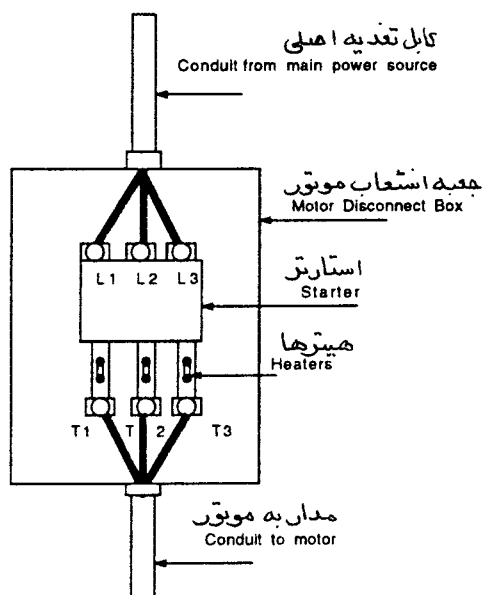 کابل تغذیه اصلی
Conduit from main power source
جعبه انشعاب موتور
Motor Disconnect Box
L1 L2 L3
استارتر
Starter
هیترها
Heaters
T1 T 2 T3
مدار به موتور
Conduit to motor